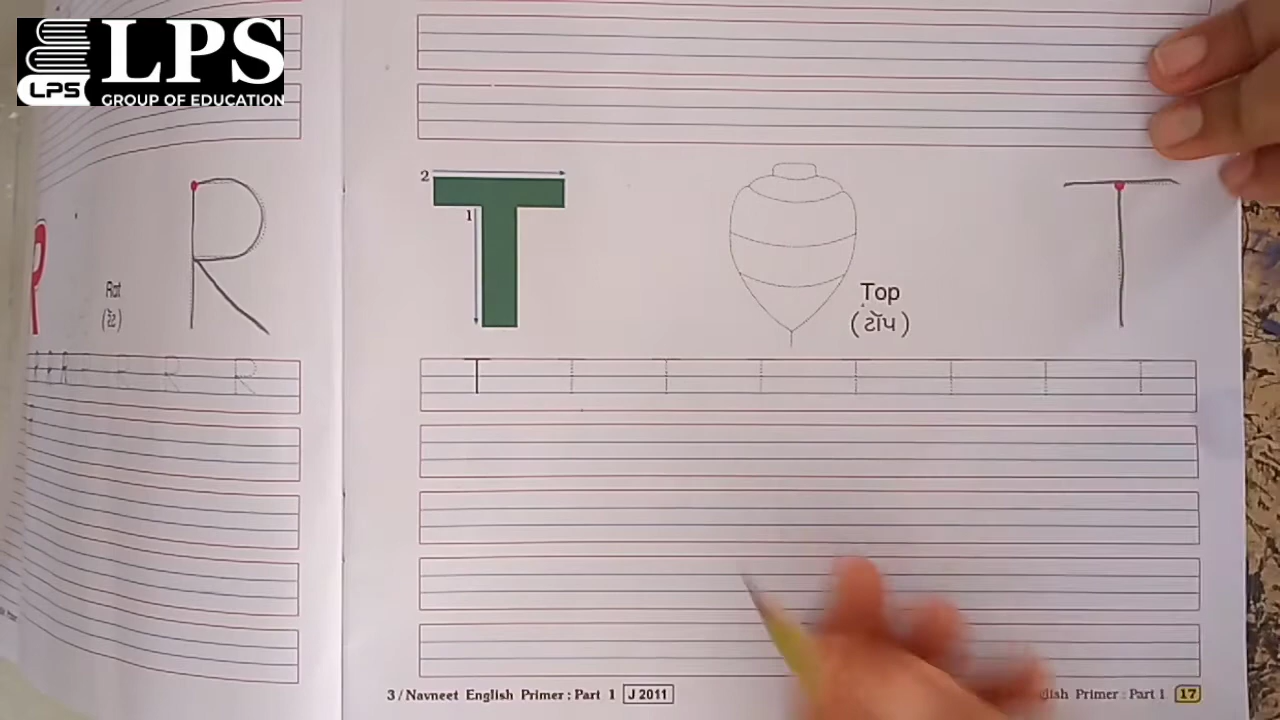 LPS
LPS
GROUP OF EDUCATION
R
Rat
(રૅટ)
R R R
2
1
T
Top
(ટૉપ)
T
T
3 / Navneet English Primer : Part 1 J 2011
Primer : Part 1 17